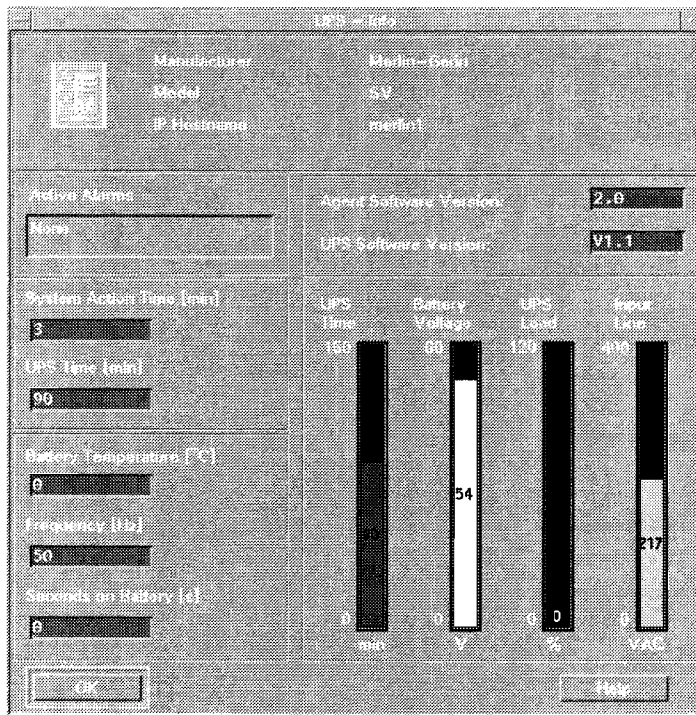 UPS - Info
Manufacturer Merlin-Gerin
Model SV
IP Hostname merlin1
Active Alarms
None
Agent Software Version: 2.0
UPS Software Version: V1.1
System Action Time [min]
3
UPS Time [min]
90
Battery Temperature [°C]
0
Frequency [Hz]
50
Seconds on Battery [s]
0
UPS Time Battery Voltage UPS Load Input Line
120 400
54
217
0 0 0 0 0
min V % VAC
OK Help